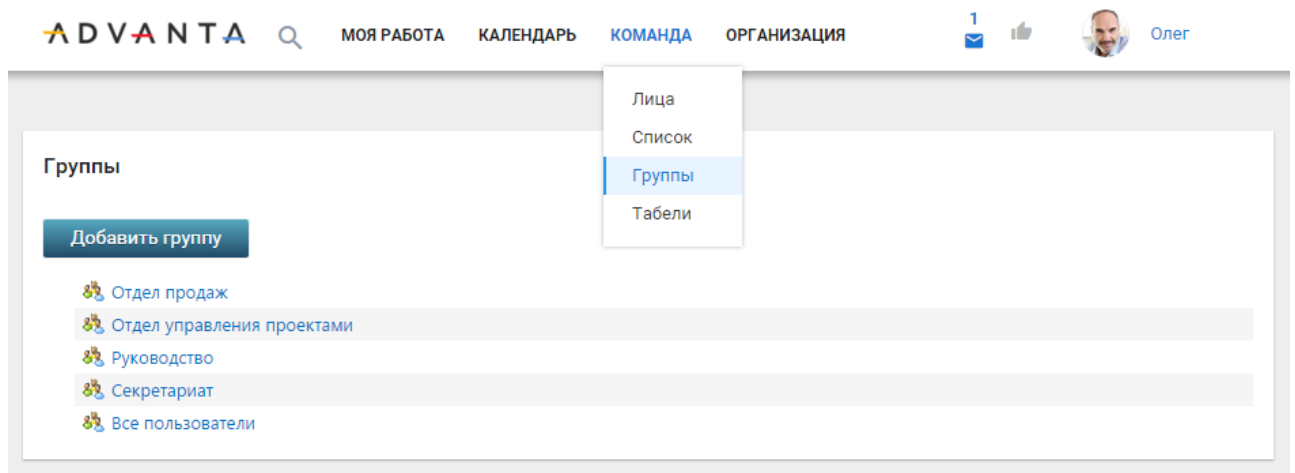 1
ADVANTA МОЯ РАБОТА КАЛЕНДАРЬ КОМАНДА ОРГАНИЗАЦИЯ Олег
Лица
Список
Группы
Табели
Группы
Добавить группу
Отдел продаж
Отдел управления проектами
Руководство
Секретариат
Все пользователи